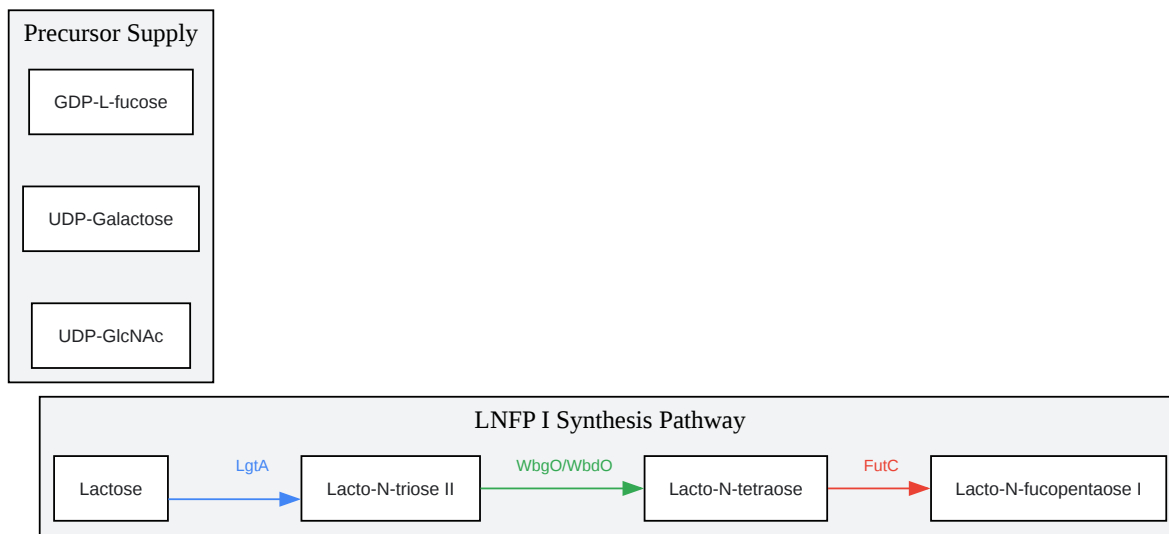 Precursor Supply
GDP-L-fucose
UDP-Galactose
UDP-GlcNAc
LNFP I Synthesis Pathway
LgtA
WbgO/WbdO
FutC
Lactose
Lacto-N-triose II
Lacto-N-tetraose
Lacto-N-fucopentaose I